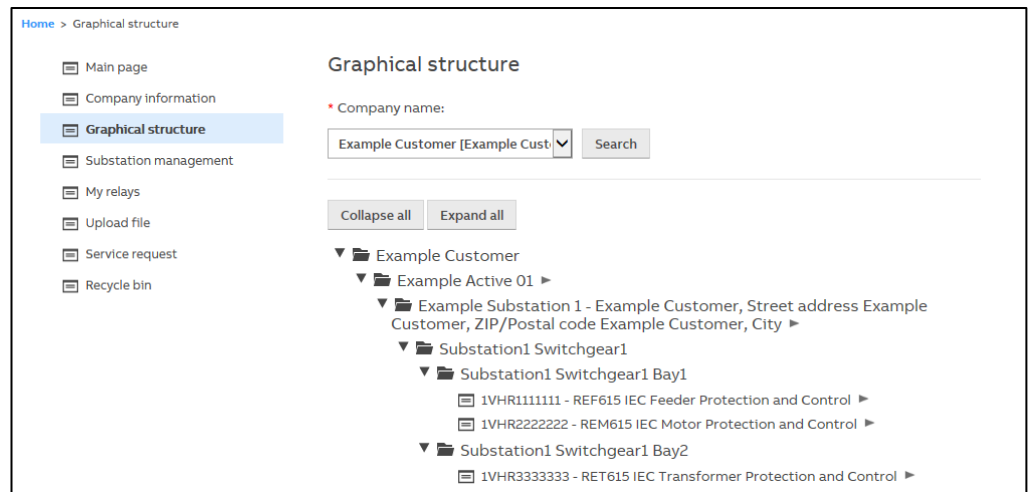 Home > Graphical structure
Main page
Company information
Graphical structure
Substation management
My relays
Upload file
Service request
Recycle bin
Graphical structure
* Company name:
Example Customer [Example Cust
Search
Collapse all
Expand all
Example Customer
Example Active 01
Example Substation 1 - Example Customer, Street address Example
Customer, ZIP/Postal code Example Customer, City
Substation1 Switchgear1
Substation1 Switchgear1 Bay1
1VHR1111111 - REF615 IEC Feeder Protection and Control
1VHR2222222 - REM615 IEC Motor Protection and Control
Substation1 Switchgear1 Bay2
1VHR3333333 - RET615 IEC Transformer Protection and Control